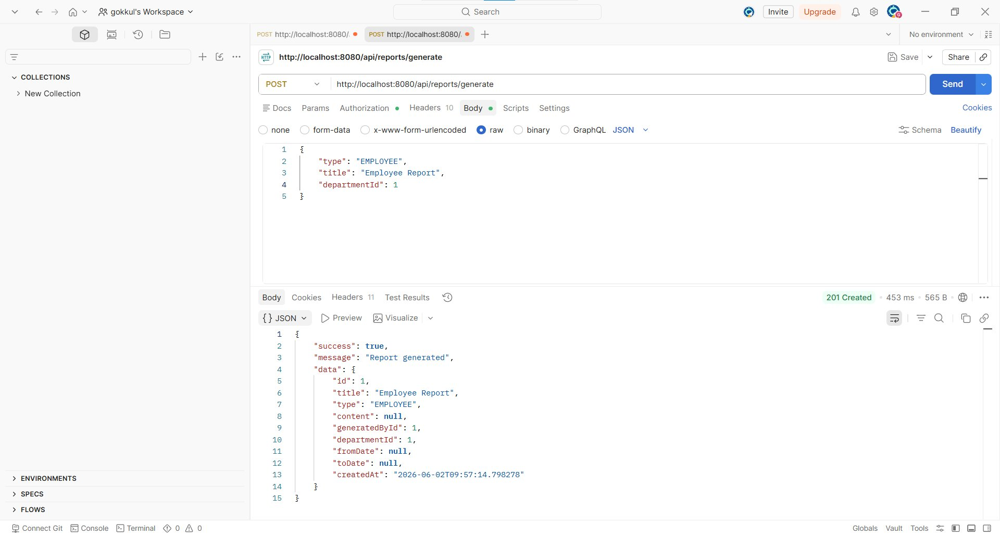 gokkul's Workspace
Search
Invite
Upgrade
POST http://localhost:8080/.
POST http://localhost:8080/.
No environment
HTTP
http://localhost:8080/api/reports/generate
Save
Share
COLLECTIONS
New Collection
POST
http://localhost:8080/api/reports/generate
Send
Docs
Params
Authorization
Headers 10
Body
Scripts
Settings
Cookies
none
form-data
x-www-form-urlencoded
raw
binary
GraphQL
JSON
Schema
Beautify
1 {
2 "type": "EMPLOYEE",
3 "title": "Employee Report",
4 "departmentId": 1
5 }
Body
Cookies
Headers 11
Test Results
201 Created
453 ms
565 B
{} JSON
Preview
Visualize
1 {
2 "success": true,
3 "message": "Report generated",
4 "data": {
5 "id": 1,
6 "title": "Employee Report",
7 "type": "EMPLOYEE",
8 "content": null,
9 "generatedById": 1,
10 "departmentId": 1,
11 "fromDate": null,
12 "toDate": null,
13 "createdAt": "2026-06-02T09:57:14.798278"
14 }
15 }
ENVIRONMENTS
SPECS
FLOWS
Connect Git
Console
Terminal
0
0
Globals
Vault
Tools